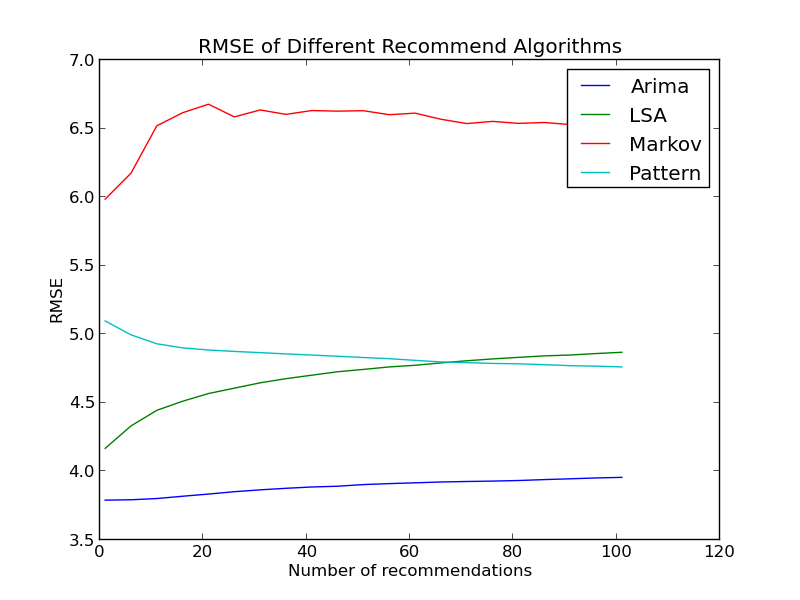 RMSE of Different Recommend Algorithms
7.0
6.5
6.0
5.5
5.0
4.5
4.0
3.5
RMSE
Arima
LSA
Markov
Pattern
0 20 40 60 80 100 120
Number of recommendations